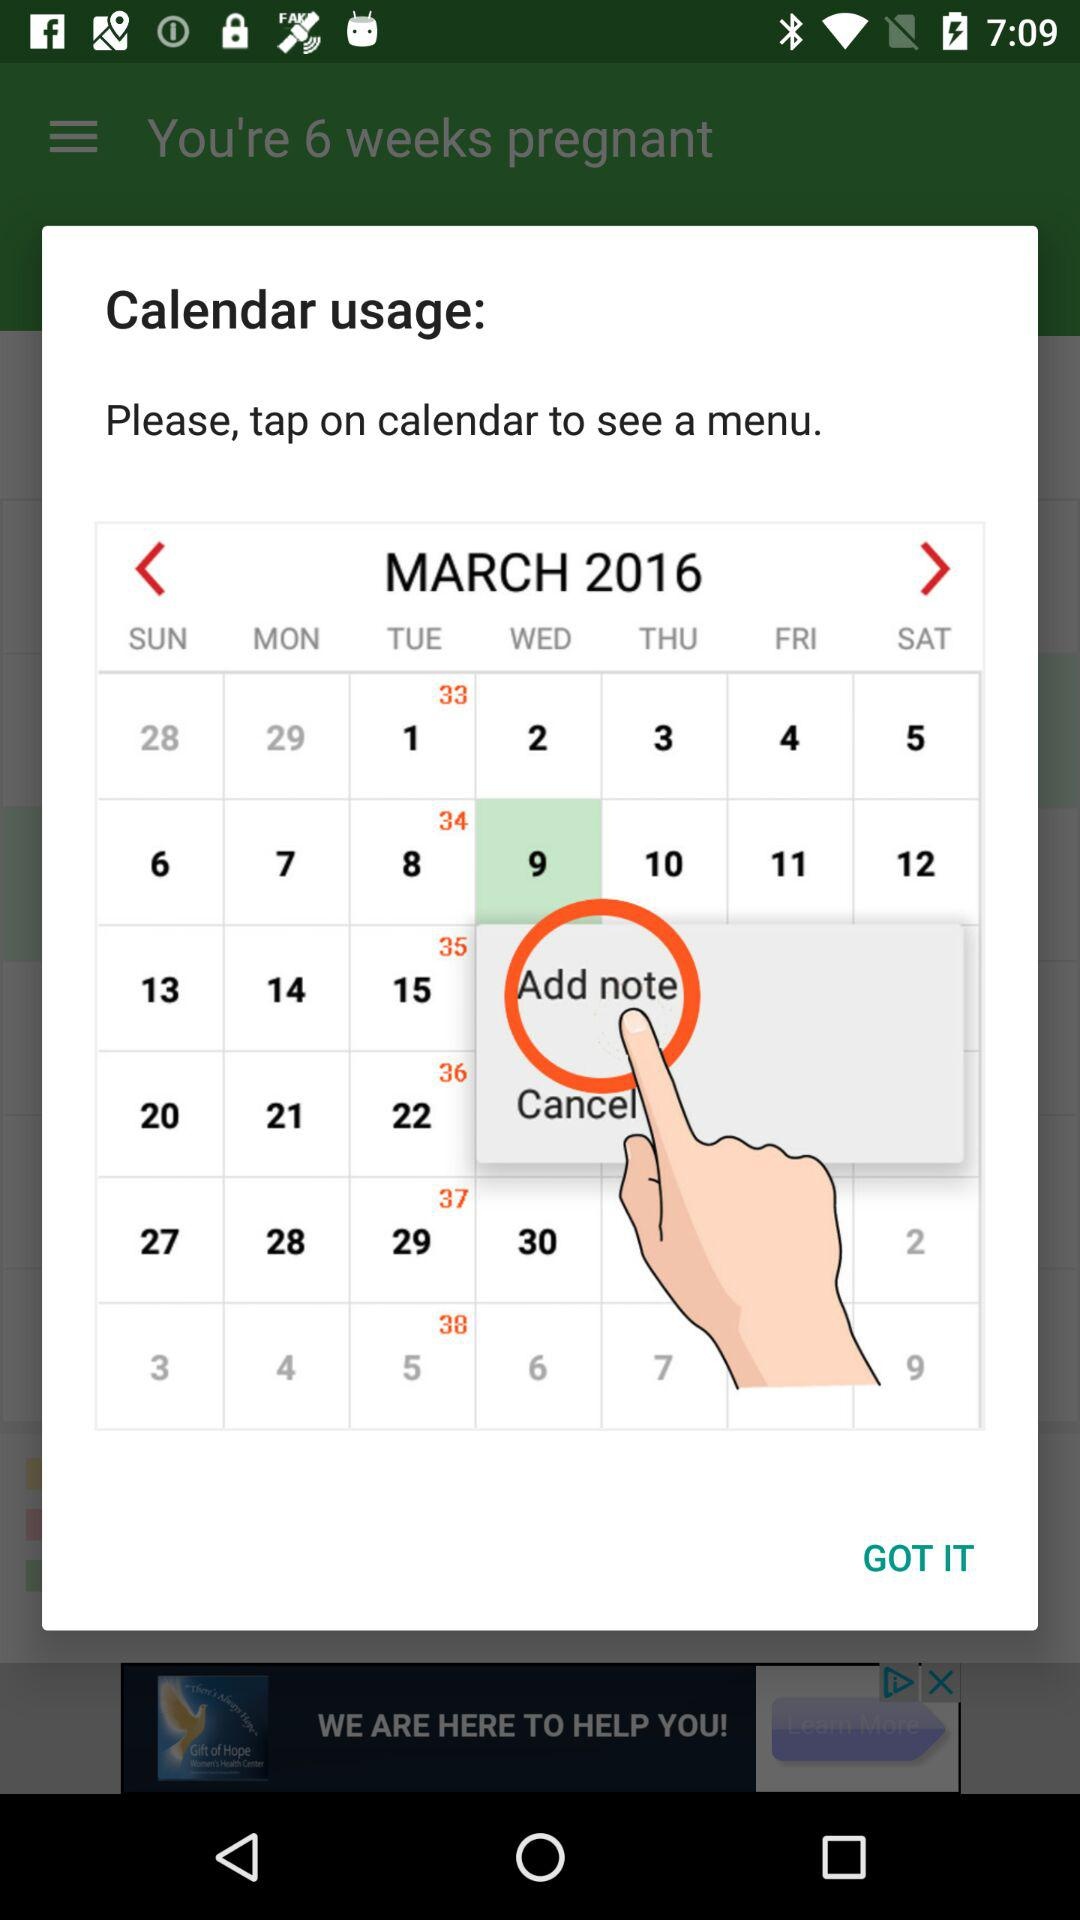 FAKE 7:09
You're 6 weeks pregnant
Calendar usage:
Please, tap on calendar to see a menu.
MARCH 2016
SUN MON TUE WED THU FRI SAT
33
28 29 1 2 3 4 5
34
6 7 8 9 10 11 12
35
13 14 15 Add note
36
20 21 22 Cancel
37
27 28 29 30 2
38
3 4 5 6 7 9
GOT IT
"There's Always Hope"
WE ARE HERE TO HELP YOU!
Learn More
Gift of Hope
Women's Health Center